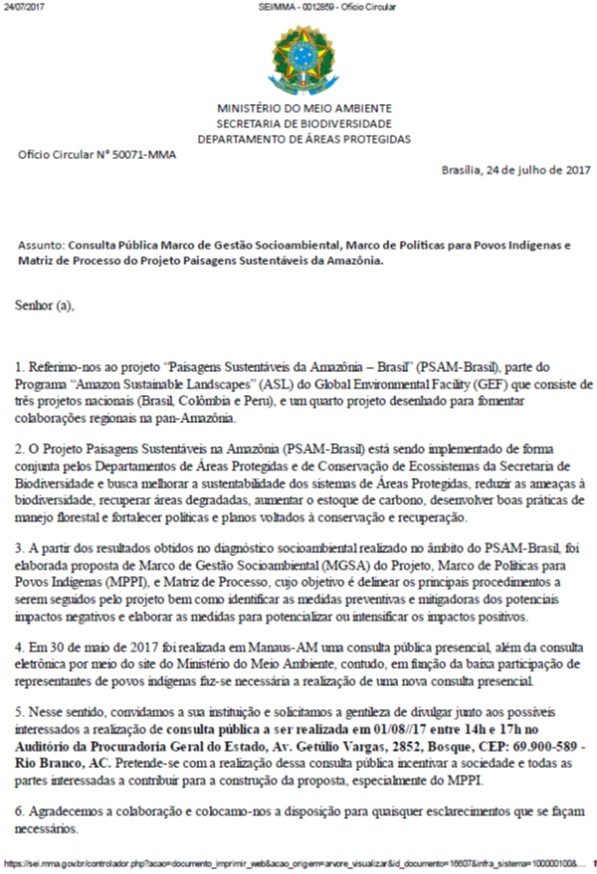 24/07/2017 SEI/MMA - 0012859 - Ofício Circular
MINISTÉRIO DO MEIO AMBIENTE
SECRETARIA DE BIODIVERSIDADE
DEPARTAMENTO DE ÁREAS PROTEGIDAS
Ofício Circular N° 50071-MMA
Brasília, 24 de julho de 2017
Assunto: Consulta Pública Marco de Gestão Socioambiental, Marco de Políticas para Povos Indígenas e
Matriz de Processo do Projeto Paisagens Sustentáveis da Amazônia.
Senhor (a),
1. Referimo-nos ao projeto “Paisagens Sustentáveis da Amazônia – Brasil” (PSAM-Brasil), parte do
Programa “Amazon Sustainable Landscapes” (ASL) do Global Environmental Facility (GEF) que consiste de
três projetos nacionais (Brasil, Colômbia e Peru), e um quarto projeto desenhado para fomentar
colaborações regionais na pan-Amazônia.
2. O Projeto Paisagens Sustentáveis na Amazônia (PSAM-Brasil) está sendo implementado de forma
conjunta pelos Departamentos de Áreas Protegidas e de Conservação de Ecossistemas da Secretaria de
Biodiversidade e busca melhorar a sustentabilidade dos sistemas de Áreas Protegidas, reduzir as ameaças à
biodiversidade, recuperar áreas degradadas, aumentar o estoque de carbono, desenvolver boas práticas de
manejo florestal e fortalecer políticas e planos voltados à conservação e recuperação.
3. A partir dos resultados obtidos no diagnóstico socioambiental realizado no âmbito do PSAM-Brasil, foi
elaborada proposta de Marco de Gestão Socioambiental (MGSA) do Projeto, Marco de Políticas para
Povos Indígenas (MPPI), e Matriz de Processo, cujo objetivo é delinear os principais procedimentos a
serem seguidos pelo projeto bem como identificar as medidas preventivas e mitigadoras dos potenciais
impactos negativos e elaborar as medidas para potencializar ou intensificar os impactos positivos.
4. Em 30 de maio de 2017 foi realizada em Manaus-AM uma consulta pública presencial, além da consulta
eletrônica por meio do site do Ministério do Meio Ambiente, contudo, em função da baixa participação de
representantes de povos indígenas faz-se necessária a realização de uma nova consulta presencial.
5. Nesse sentido, convidamos a sua instituição e solicitamos a gentileza de divulgar junto aos possíveis
interessados a realização de consulta pública a ser realizada em 01/08//17 entre 14h e 17h no
Auditório da Procuradoria Geral do Estado, Av. Getúlio Vargas, 2852, Bosque, CEP: 69.900-589 -
Rio Branco, AC. Pretende-se com a realização dessa consulta pública incentivar a sociedade e todas as
partes interessadas a contribuir para a construção da proposta, especialmente do MPPI.
6. Agradecemos a colaboração e colocamo-nos a disposição para quaisquer esclarecimentos que se façam
necessários.
https://sei.mma.gov.br/controlador.php?acao=documento_imprimir_web&acao_origem=arvore_visualizar&id_documento=16607&infra_sistema=100000100&... 1